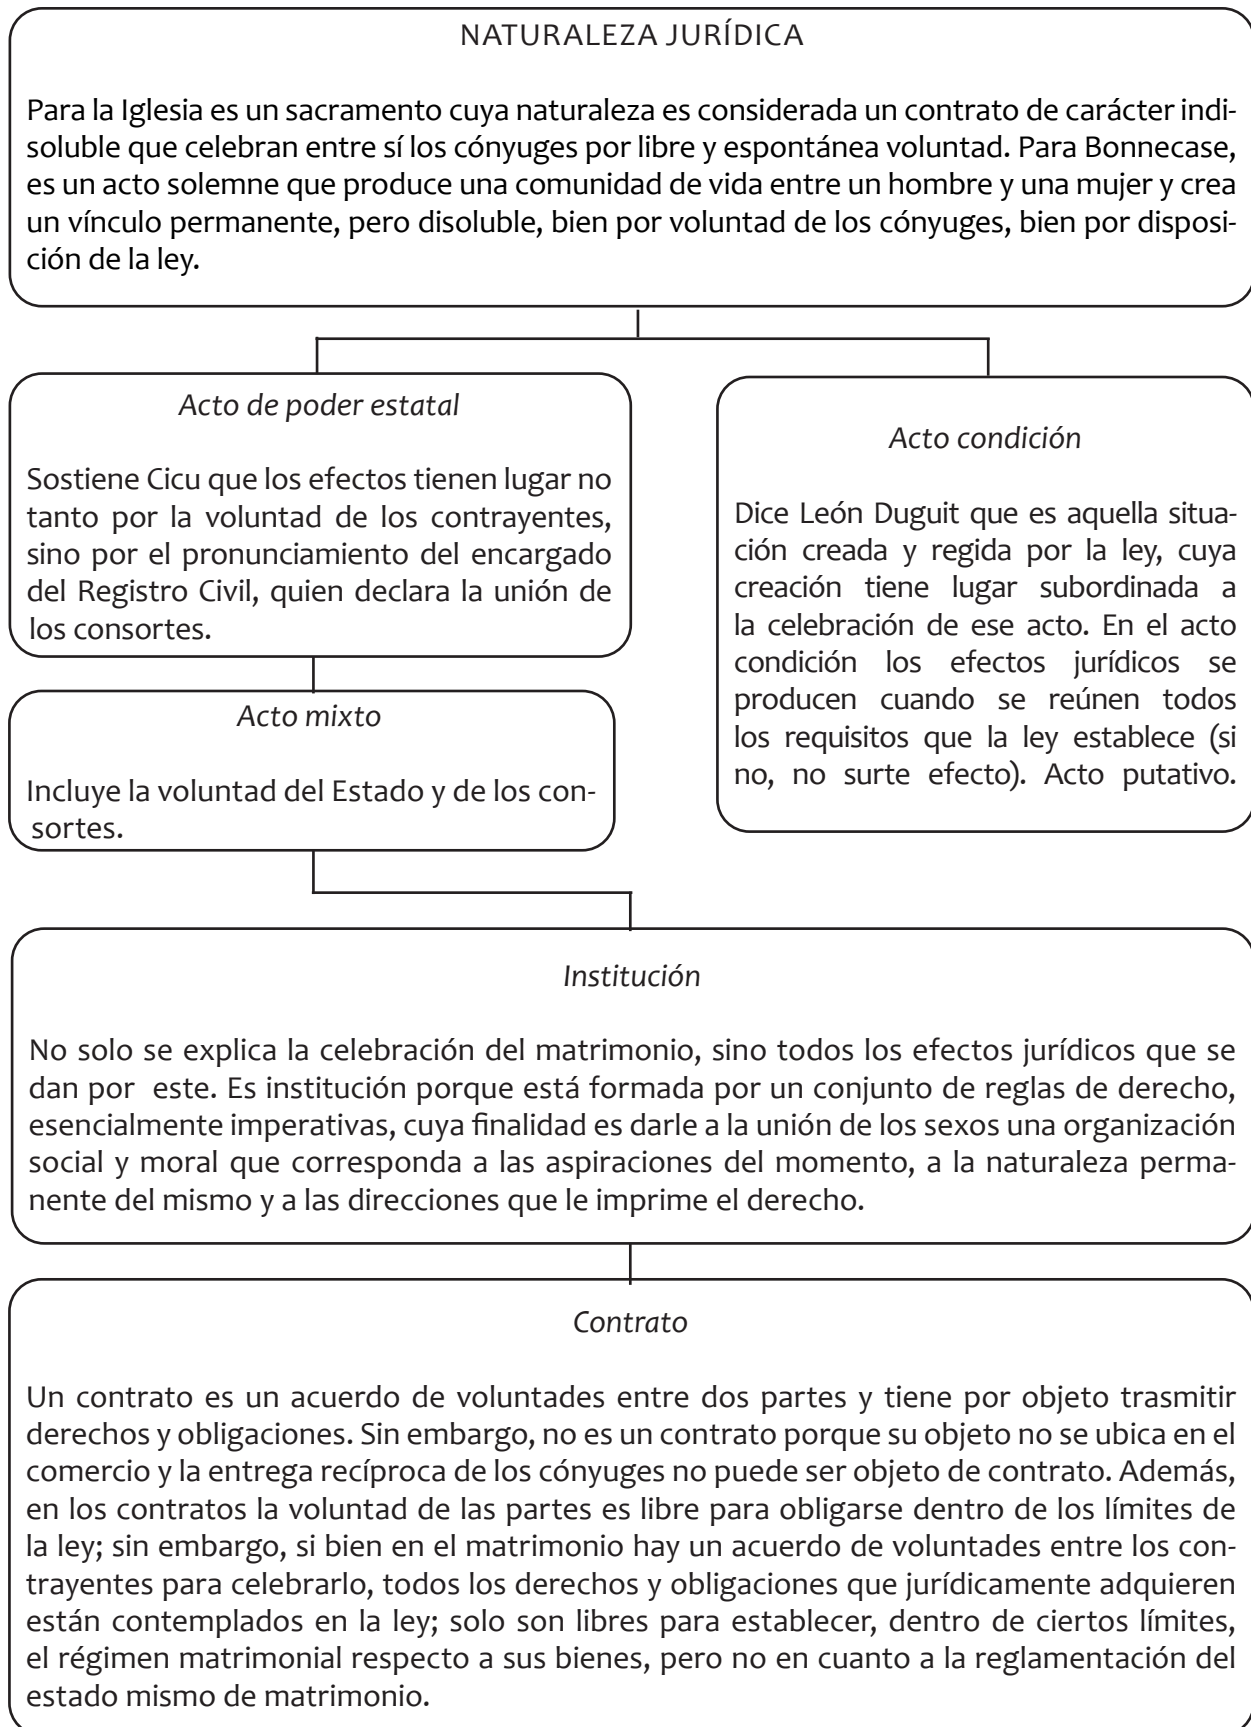 NATURALEZA JURÍDICA
Para la Iglesia es un sacramento cuya naturaleza es considerada un contrato de carácter indi-
soluble que celebran entre sí los cónyuges por libre y espontánea voluntad. Para Bonnecase,
es un acto solemne que produce una comunidad de vida entre un hombre y una mujer y crea
un vínculo permanente, pero disoluble, bien por voluntad de los cónyuges, bien por disposi-
ción de la ley.
Acto de poder estatal
Sostiene Cicu que los efectos tienen lugar no
tanto por la voluntad de los contrayentes,
sino por el pronunciamiento del encargado
del Registro Civil, quien declara la unión de
los consortes.
Acto condición
Dice León Duguit que es aquella situa-
ción creada y regida por la ley, cuya
creación tiene lugar subordinada a
la celebración de ese acto. En el acto
condición los efectos jurídicos se
producen cuando se reúnen todos
los requisitos que la ley establece (si
no, no surte efecto). Acto putativo.
Acto mixto
Incluye la voluntad del Estado y de los con-
sortes.
Institución
No solo se explica la celebración del matrimonio, sino todos los efectos jurídicos que se
dan por este. Es institución porque está formada por un conjunto de reglas de derecho,
esencialmente imperativas, cuya finalidad es darle a la unión de los sexos una organización
social y moral que corresponda a las aspiraciones del momento, a la naturaleza perma-
nente del mismo y a las direcciones que le imprime el derecho.
Contrato
Un contrato es un acuerdo de voluntades entre dos partes y tiene por objeto trasmitir
derechos y obligaciones. Sin embargo, no es un contrato porque su objeto no se ubica en el
comercio y la entrega recíproca de los cónyuges no puede ser objeto de contrato. Además,
en los contratos la voluntad de las partes es libre para obligarse dentro de los límites de
la ley; sin embargo, si bien en el matrimonio hay un acuerdo de voluntades entre los con-
trayentes para celebrarlo, todos los derechos y obligaciones que jurídicamente adquieren
están contemplados en la ley; solo son libres para establecer, dentro de ciertos límites,
el régimen matrimonial respecto a sus bienes, pero no en cuanto a la reglamentación del
estado mismo de matrimonio.